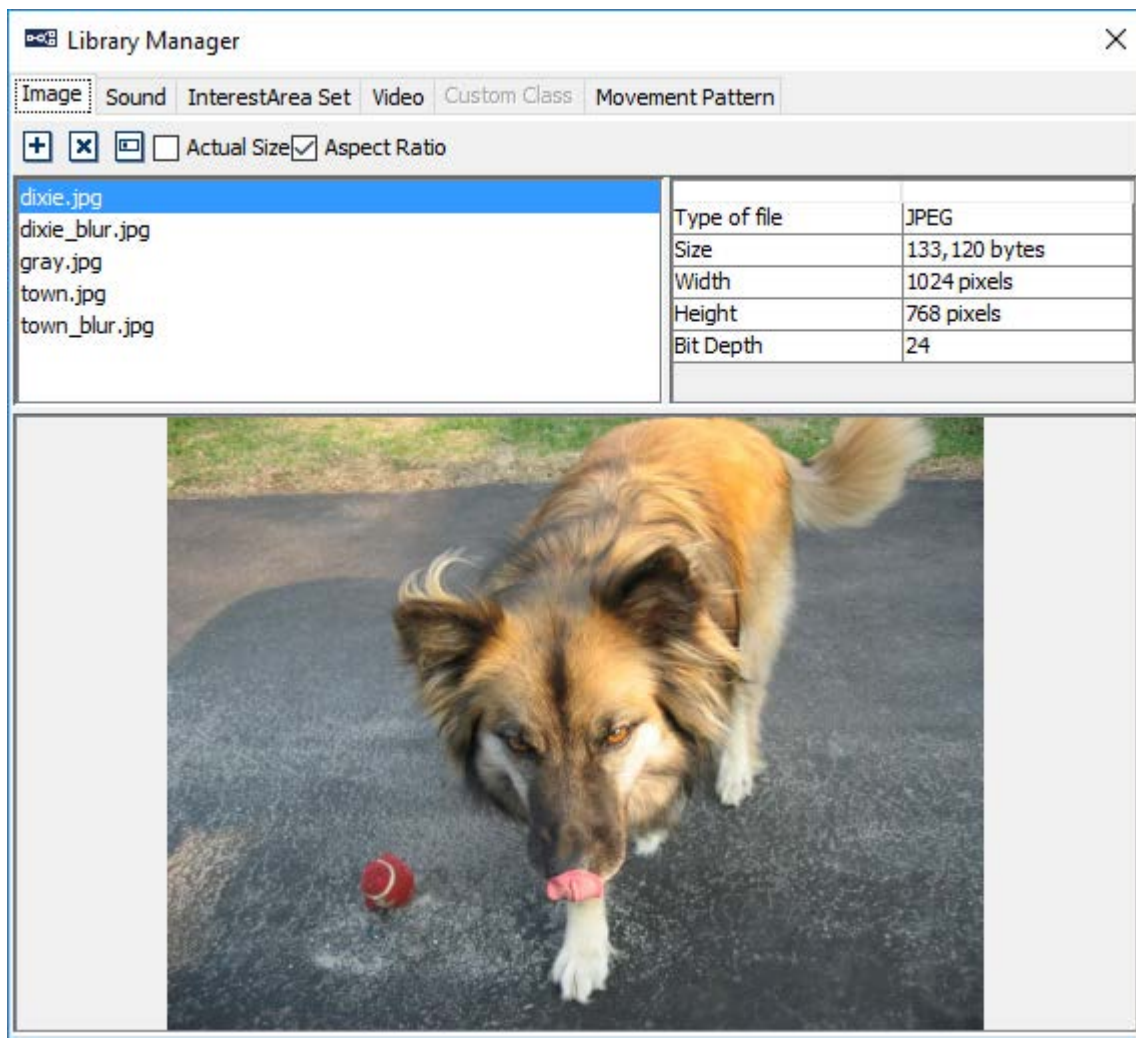 Library Manager
Image Sound InterestArea Set Video Custom Class Movement Pattern
Actual Size Aspect Ratio
dixie.jpg
dixie_blur.jpg
gray.jpg
town.jpg
town_blur.jpg
Type of file JPEG
Size 133,120 bytes
Width 1024 pixels
Height 768 pixels
Bit Depth 24